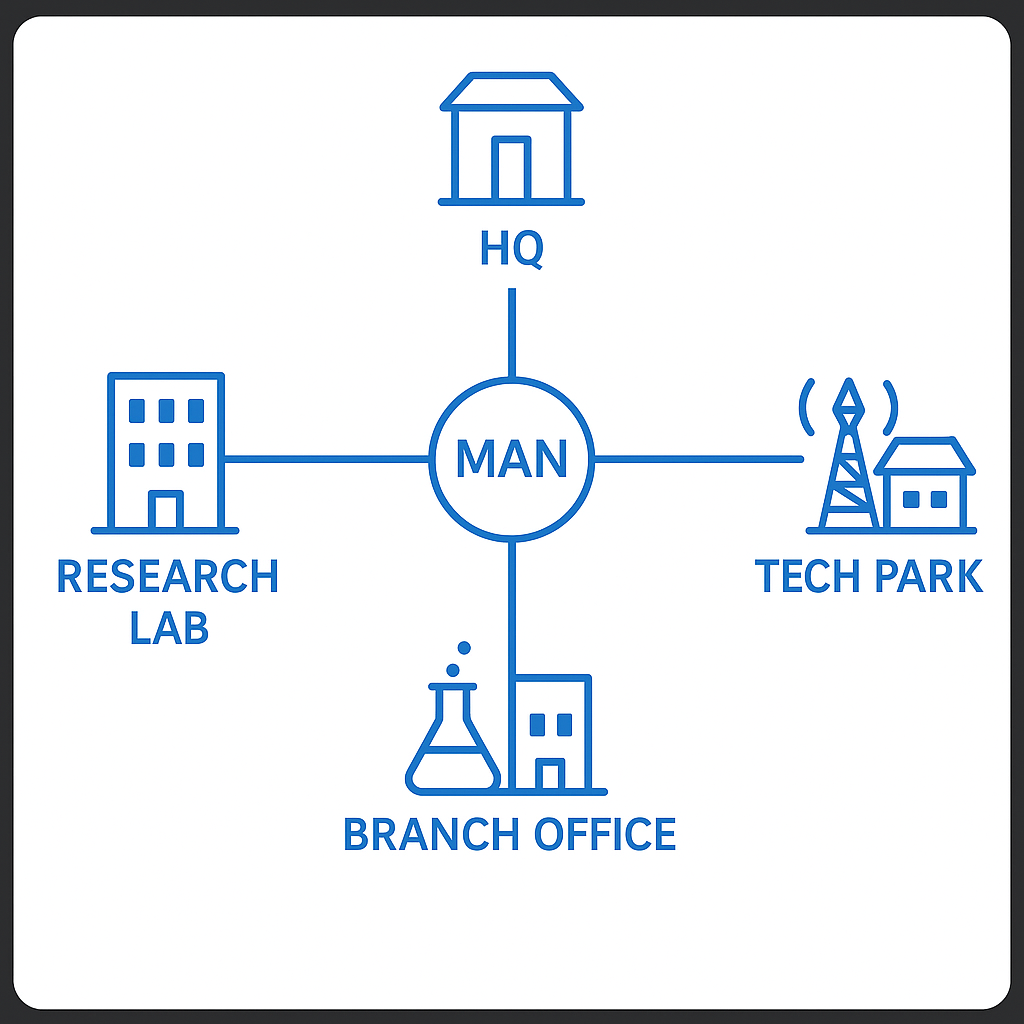 HQ
MAN
RESEARCH
LAB
TECH PARK
BRANCH OFFICE